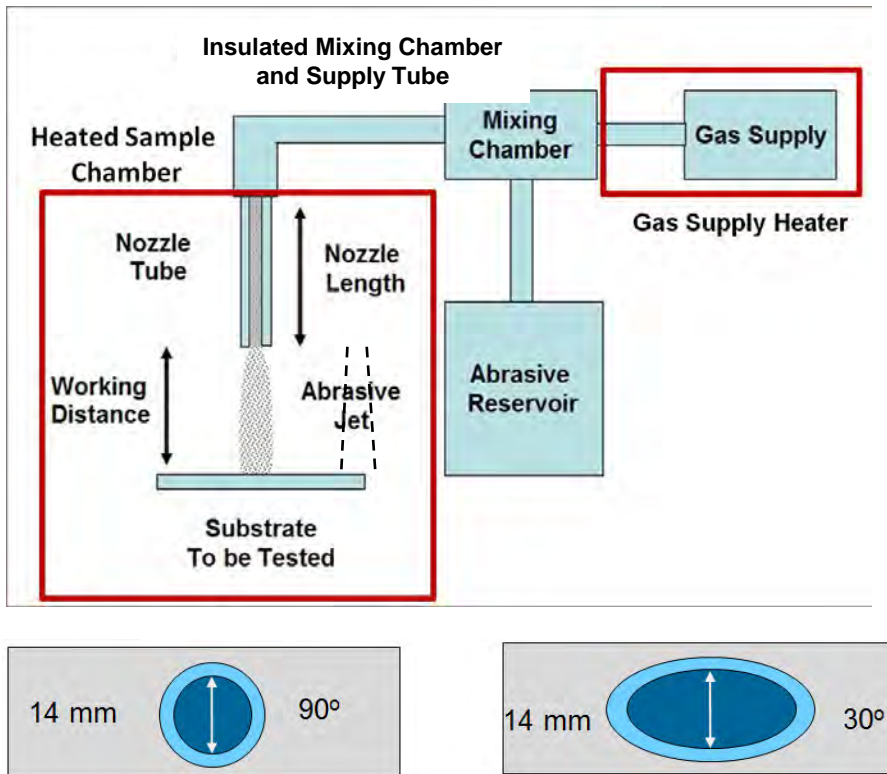 Insulated Mixing Chamber
and Supply Tube
Heated Sample
Chamber
Mixing
Chamber
Gas Supply
Gas Supply Heater
Nozzle
Tube
Nozzle
Length
Working
Distance
Abrasive
Jet
Abrasive
Reservoir
Substrate
To be Tested
14 mm
90º
14 mm
30º